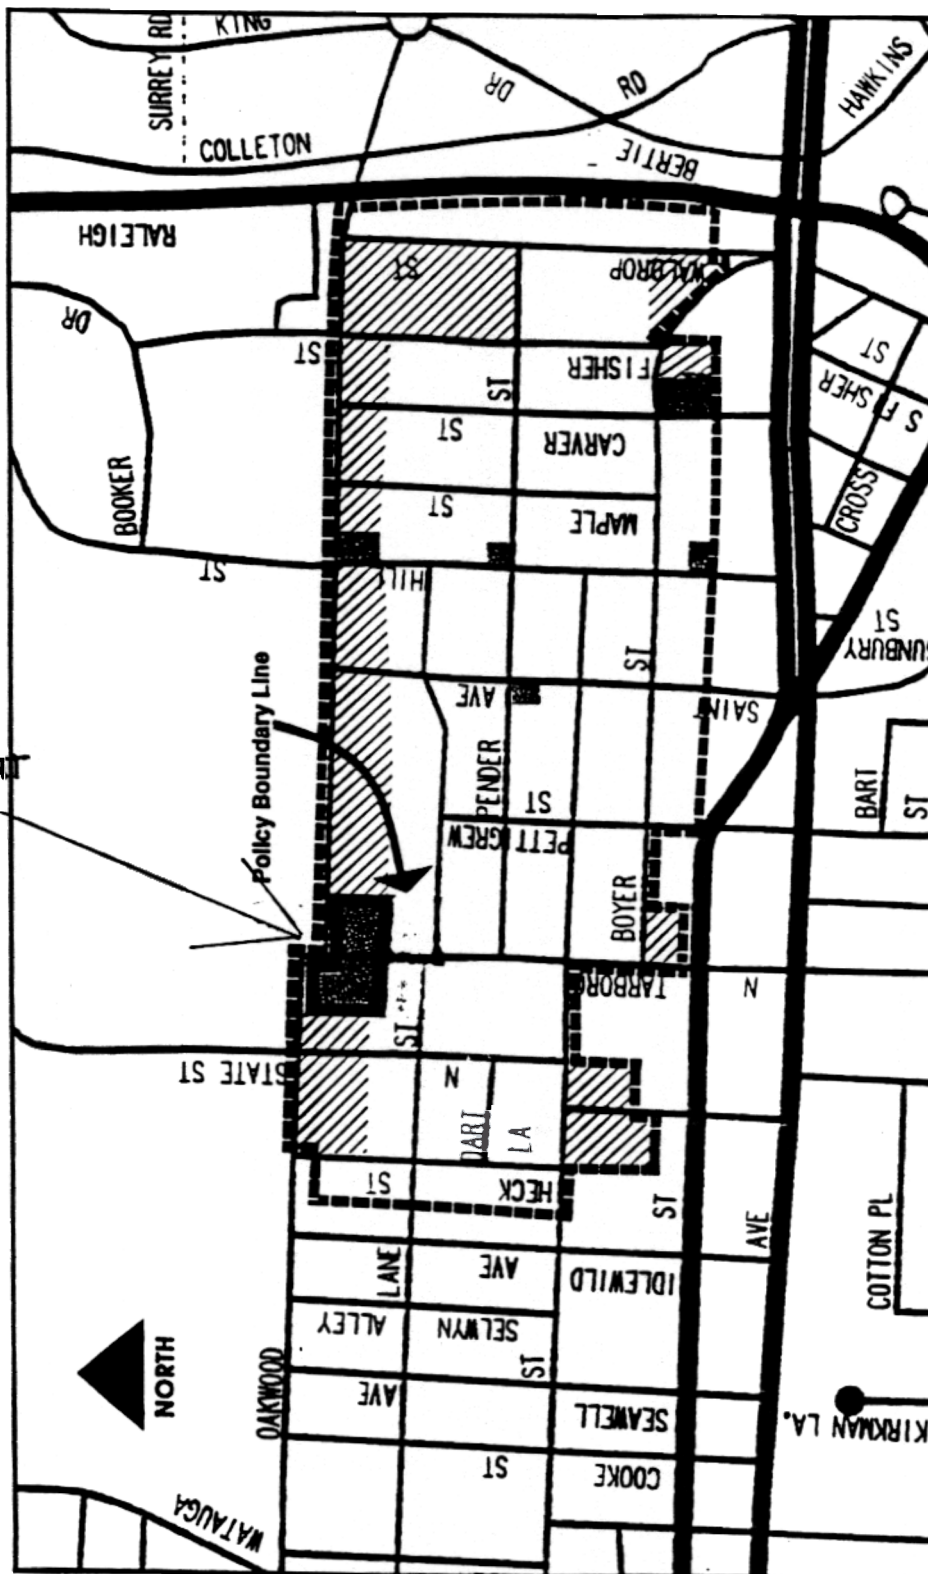 SURREY RD
KING
DR
RD
HAWKINS
COLLETON
BERTIE
RALEIGH
DR
ST
WALDROP
ST
ST
FISHER
ST
S FISHER
ST
CARVER
BOOKER
ST
MAPLE
CROSS
ST
HILL
ST
SUNBURY
ST
Policy Boundary Line
AVE
SAINT
PENDER
ST
BART
ST
PETTIGREW
BOYER
TARBORO
N
ST
STATE ST
N
DART
LA
HECK
ST
ST
AVE
COTTON PL
LANE
AVE
IDLEWILD
ALLEY
SELWYN
ST
NORTH
OAKWOOD
AVE
SEAWELL
KIRKMAN LA.
ST
COOKE
WATAUGA